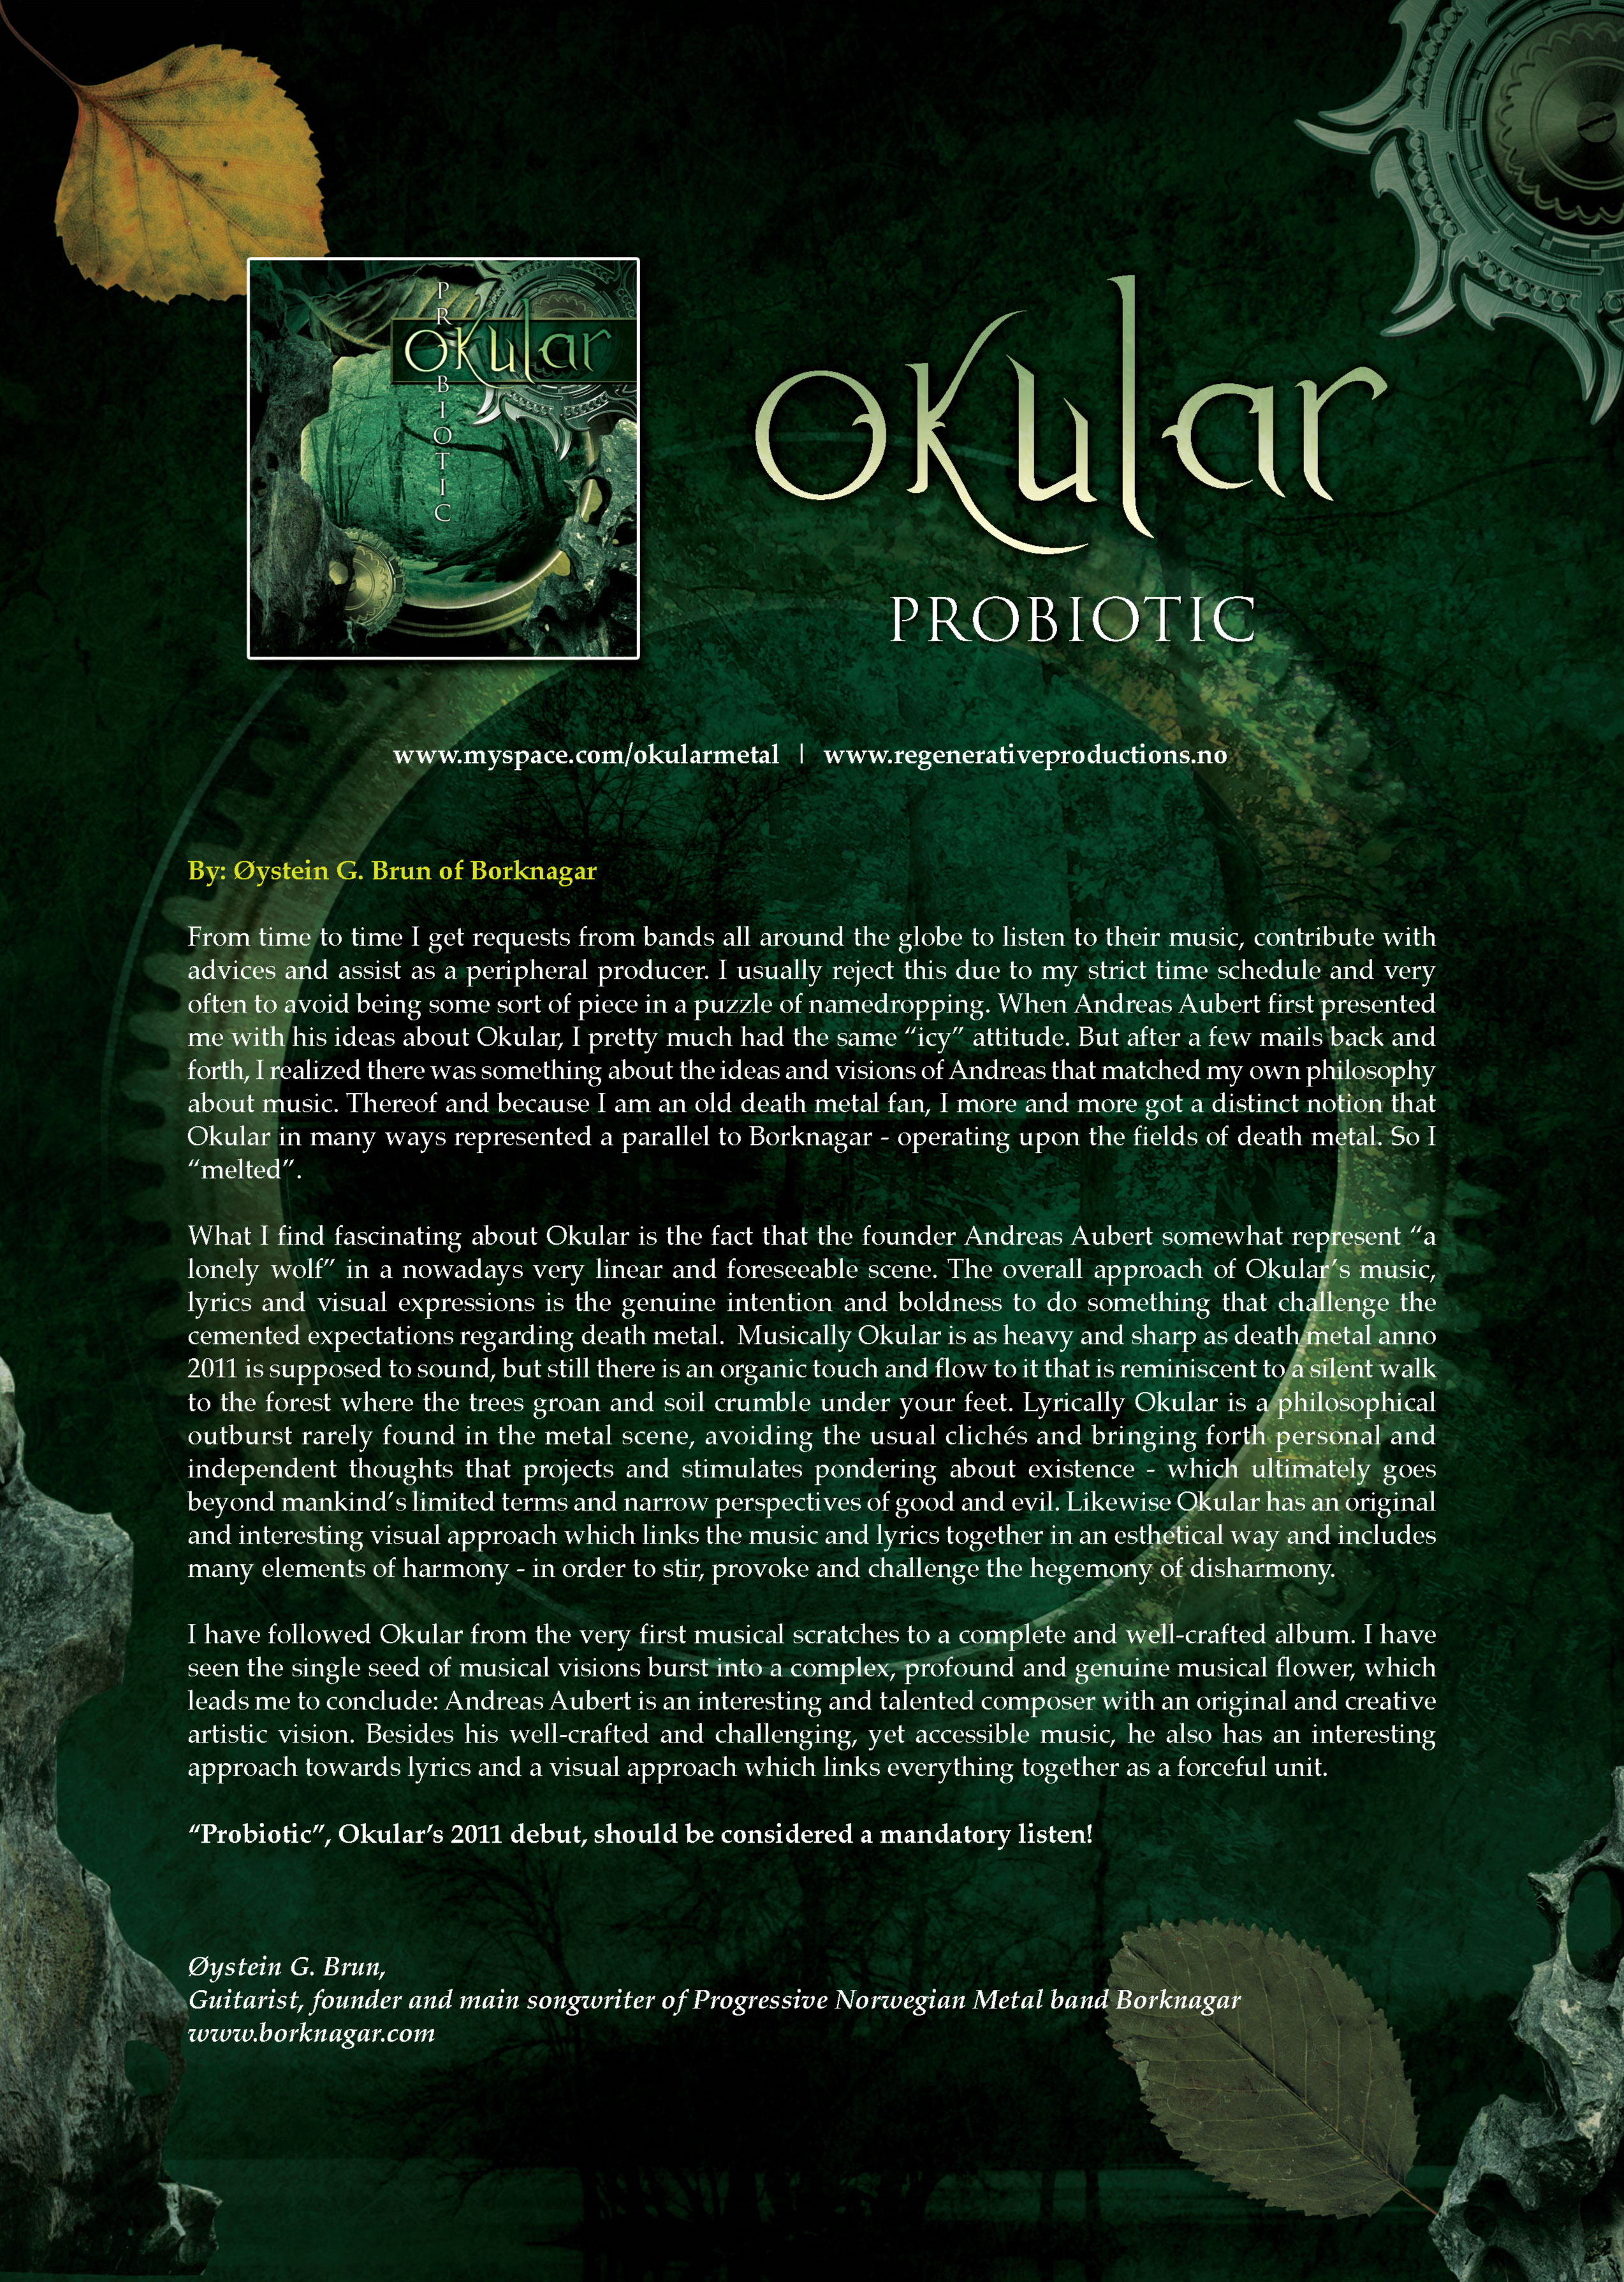 PROBIOTIC
okular
okular
PROBIOTIC
www.myspace.com/okularmetal | www.regenerativeproductions.no
By: Øystein G. Brun of Borknagar
From time to time I get requests from bands all around the globe to listen to their music, contribute with
advices and assist as a peripheral producer. I usually reject this due to my strict time schedule and very
often to avoid being some sort of piece in a puzzle of namedropping. When Andreas Aubert first presented
me with his ideas about Okular, I pretty much had the same “icy” attitude. But after a few mails back and
forth, I realized there was something about the ideas and visions of Andreas that matched my own philosophy
about music. Thereof and because I am an old death metal fan, I more and more got a distinct notion that
Okular in many ways represented a parallel to Borknagar - operating upon the fields of death metal. So I
“melted”.
What I find fascinating about Okular is the fact that the founder Andreas Aubert somewhat represent “a
lonely wolf” in a nowadays very linear and foreseeable scene. The overall approach of Okular’s music,
lyrics and visual expressions is the genuine intention and boldness to do something that challenge the
cemented expectations regarding death metal. Musically Okular is as heavy and sharp as death metal anno
2011 is supposed to sound, but still there is an organic touch and flow to it that is reminiscent to a silent walk
to the forest where the trees groan and soil crumble under your feet. Lyrically Okular is a philosophical
outburst rarely found in the metal scene, avoiding the usual clichés and bringing forth personal and
independent thoughts that projects and stimulates pondering about existence - which ultimately goes
beyond mankind’s limited terms and narrow perspectives of good and evil. Likewise Okular has an original
and interesting visual approach which links the music and lyrics together in an esthetical way and includes
many elements of harmony - in order to stir, provoke and challenge the hegemony of disharmony.
I have followed Okular from the very first musical scratches to a complete and well-crafted album. I have
seen the single seed of musical visions burst into a complex, profound and genuine musical flower, which
leads me to conclude: Andreas Aubert is an interesting and talented composer with an original and creative
artistic vision. Besides his well-crafted and challenging, yet accessible music, he also has an interesting
approach towards lyrics and a visual approach which links everything together as a forceful unit.
“Probiotic”, Okular’s 2011 debut, should be considered a mandatory listen!
Øystein G. Brun,
Guitarist, founder and main songwriter of Progressive Norwegian Metal band Borknagar
www.borknagar.com